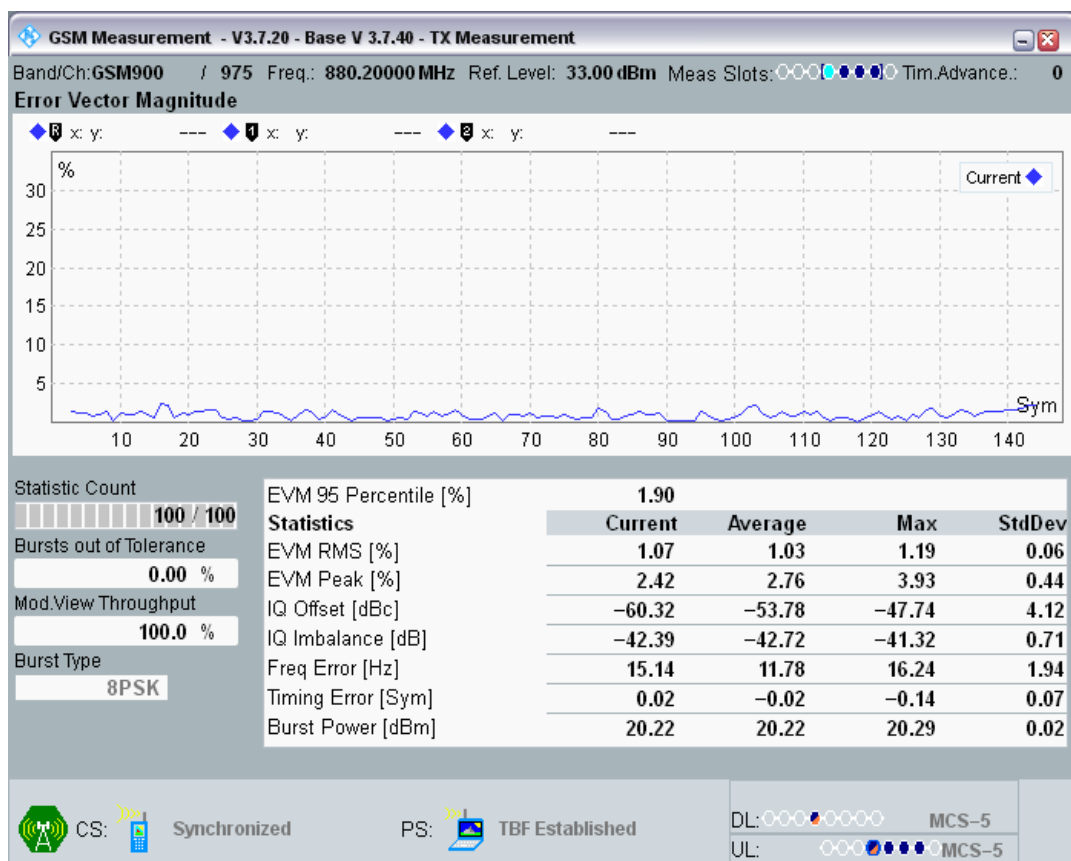 GSM Measurement - V3.7.20 - Base V 3.7.40 - TX Measurement
Band/Ch:GSM900 / 975 Freq.: 880.20000 MHz Ref. Level: 33.00 dBm Meas Slots: Tim.Advance.: 0
Error Vector Magnitude
R x: y: --- 1 x: y: --- 2 x: y: ---
%
Current
30
25
20
15
10
5
Sym
10 20 30 40 50 60 70 80 90 100 110 120 130 140
Statistic Count
100 / 100
Bursts out of Tolerance
0.00 %
Mod.View Throughput
100.0 %
Burst Type
8PSK
EVM 95 Percentile [%] 1.90
Statistics Current Average Max StdDev
EVM RMS [%] 1.07 1.03 1.19 0.06
EVM Peak [%] 2.42 2.76 3.93 0.44
IQ Offset [dBc] −60.32 −53.78 −47.74 4.12
IQ Imbalance [dB] −42.39 −42.72 −41.32 0.71
Freq Error [Hz] 15.14 11.78 16.24 1.94
Timing Error [Sym] 0.02 −0.02 −0.14 0.07
Burst Power [dBm] 20.22 20.22 20.29 0.02
CS: Synchronized PS: TBF Established
DL: MCS−5
UL: MCS−5